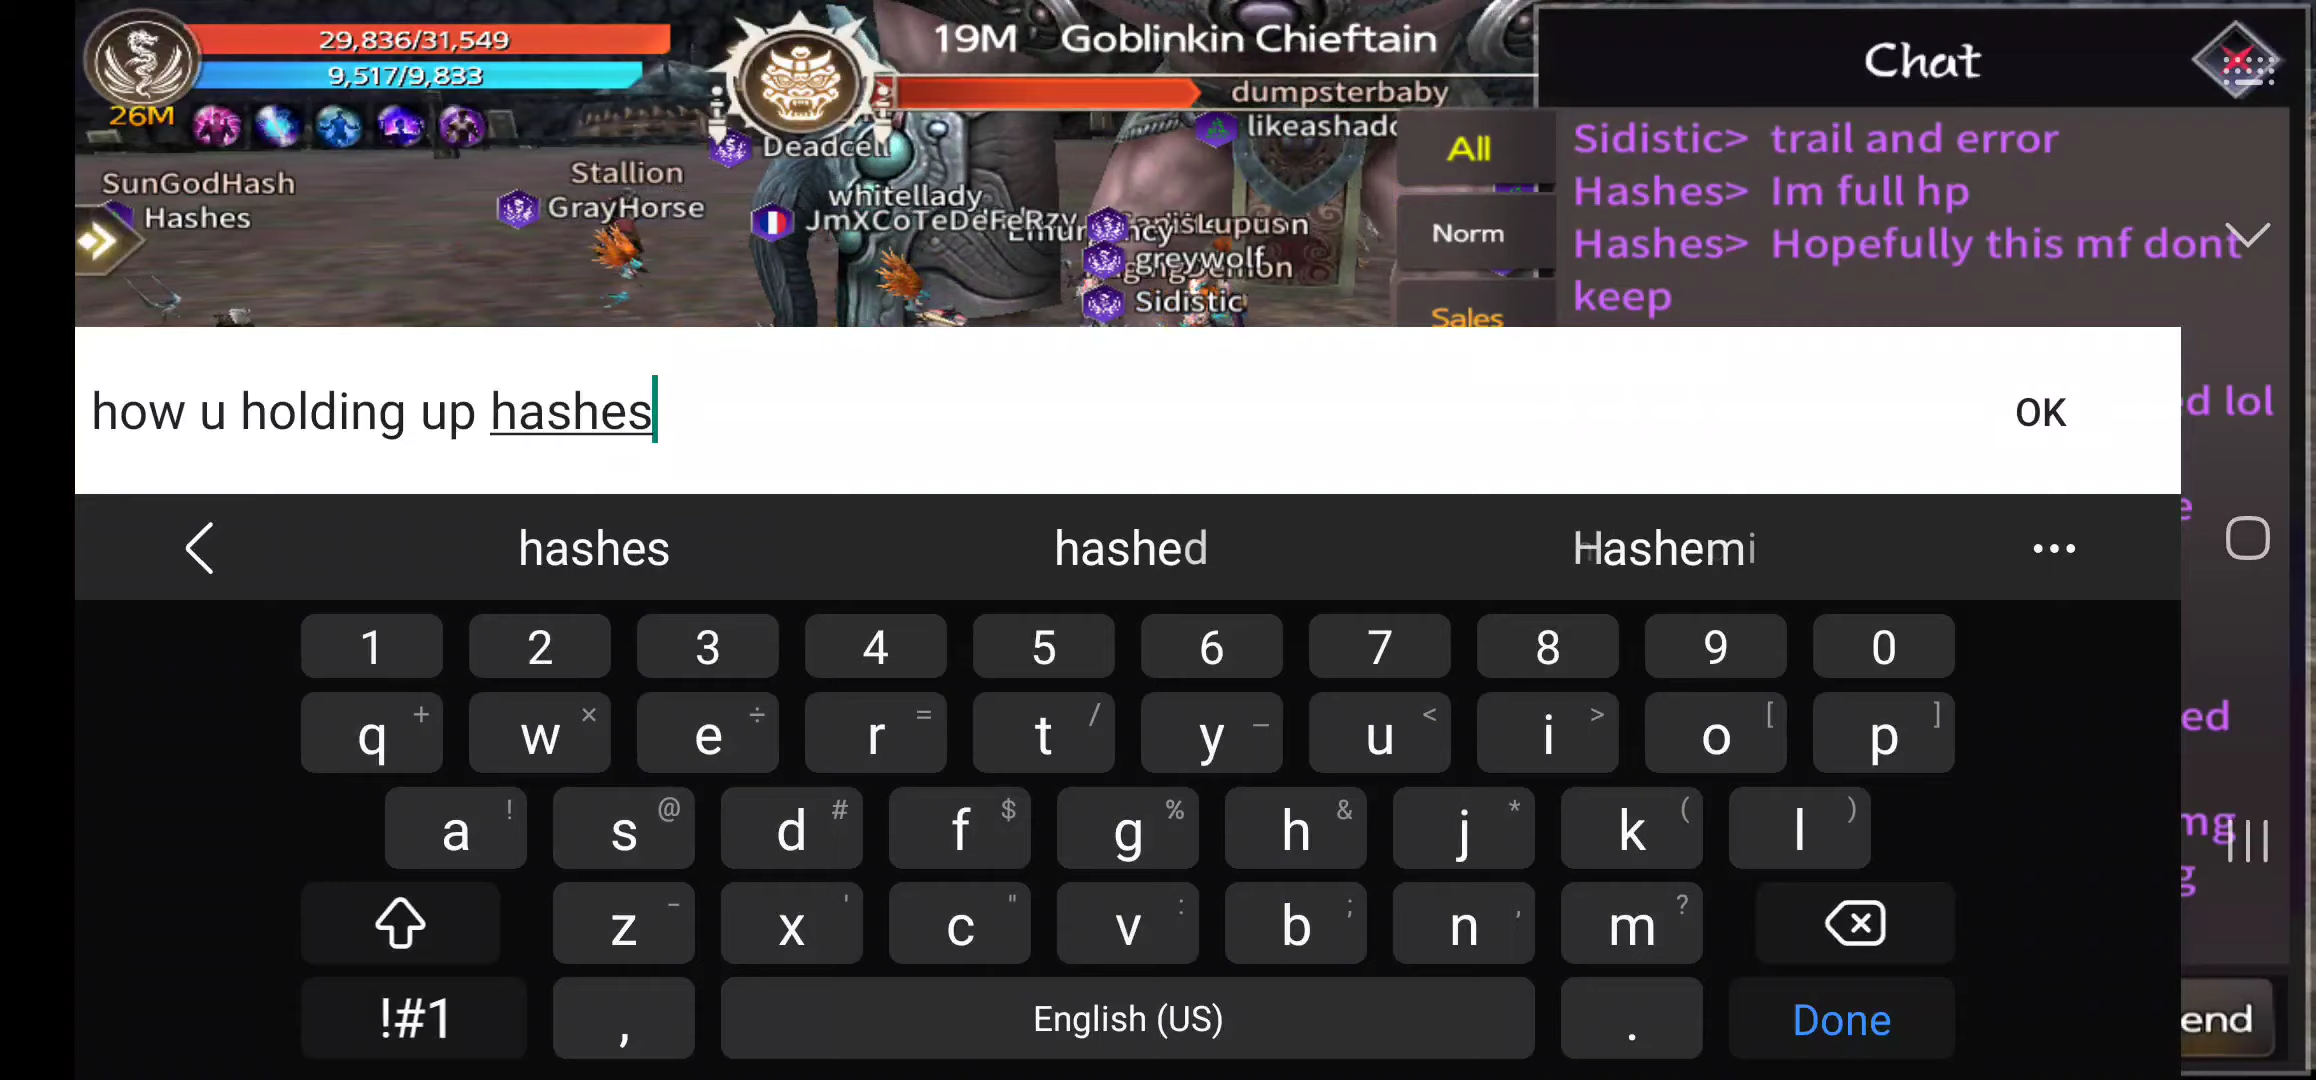 29,836/31,549
9,517/9,833
26M
19M Goblinkin Chieftain
dumpsterbaby
Deadcell
SunGodHash
Hashes
Stallion
GrayHorse
whitellady
JmXCoTeDeFeRzy
greywolf
Sidistic
Chat
All
Norm
Sales
Sidistic> trail and error
Hashes> Im full hp
Hashes> Hopefully this mf dont
keep
d lol
ed
end
how u holding up hashes
OK
hashes hashed Hashemi
1 2 3 4 5 6 7 8 9 0
q + w × e ÷ r = t / y _ u < i > o [ p ]
a ! s @ d # f $ g % h & j * k ( l )
z - x ' c " v : b ; n , m ?
!#1 , English (US) . Done